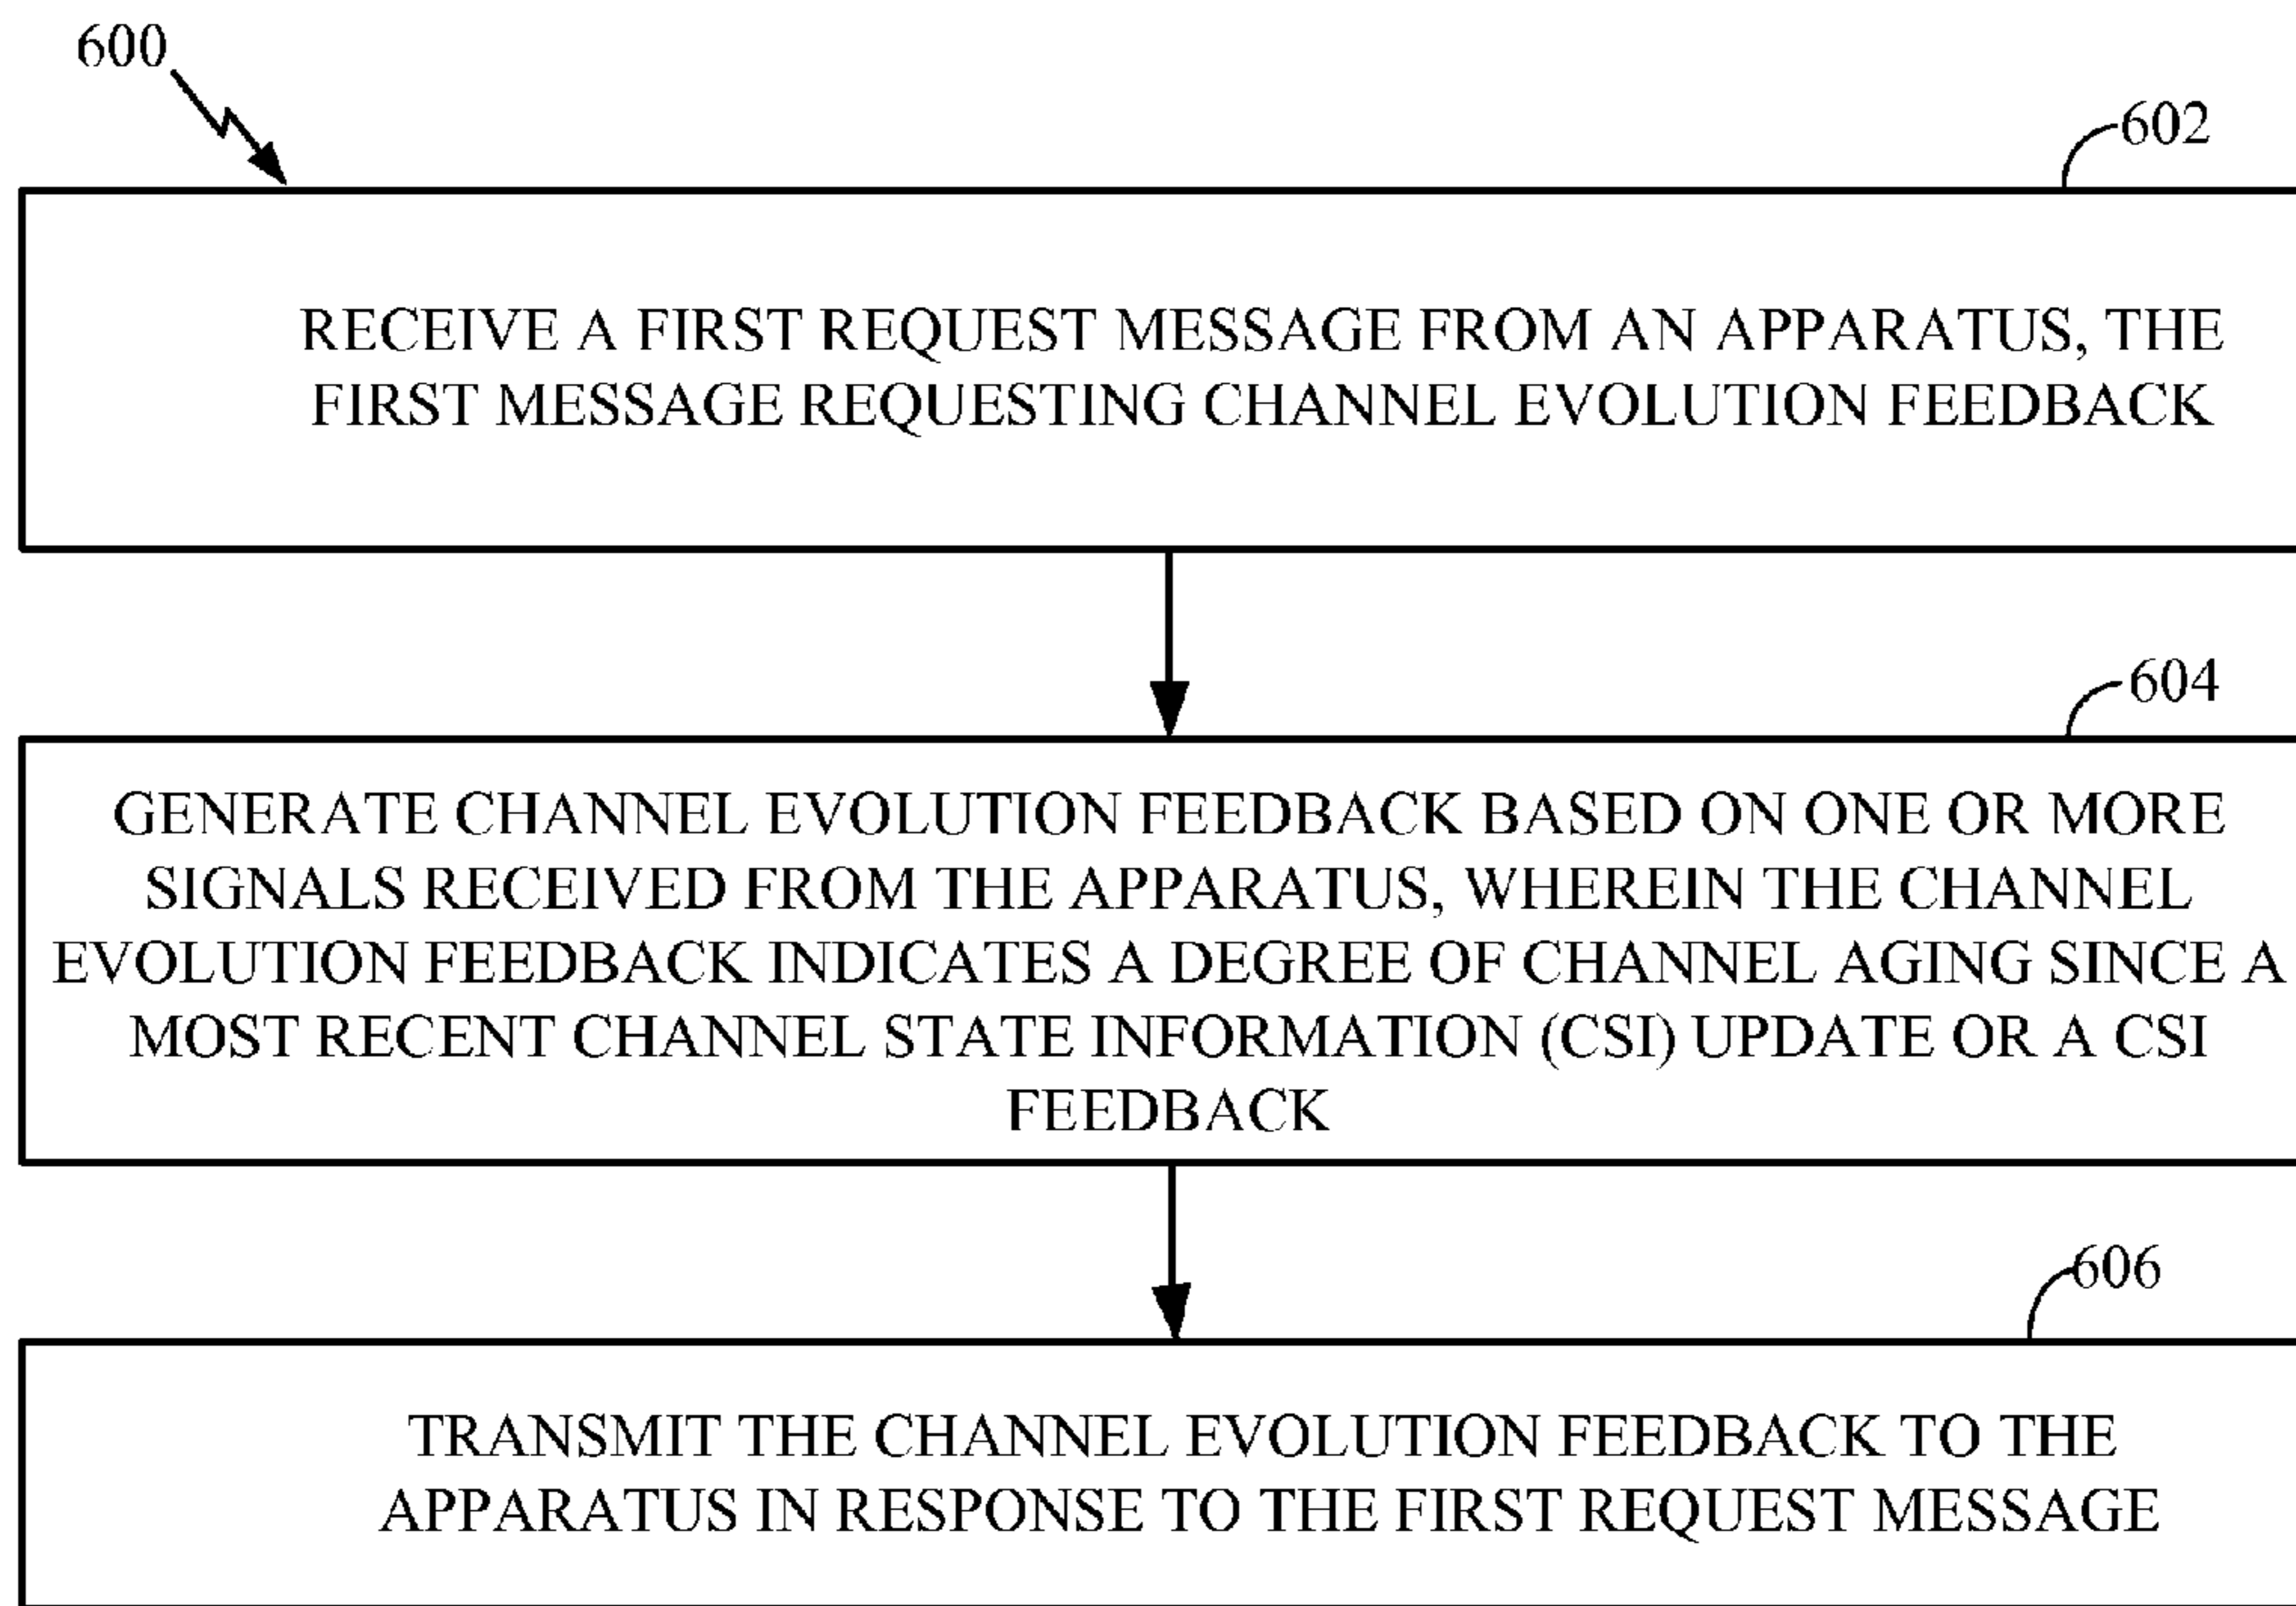 600
602
RECEIVE A FIRST REQUEST MESSAGE FROM AN APPARATUS, THE
FIRST MESSAGE REQUESTING CHANNEL EVOLUTION FEEDBACK
604
GENERATE CHANNEL EVOLUTION FEEDBACK BASED ON ONE OR MORE
SIGNALS RECEIVED FROM THE APPARATUS, WHEREIN THE CHANNEL
EVOLUTION FEEDBACK INDICATES A DEGREE OF CHANNEL AGING SINCE A
MOST RECENT CHANNEL STATE INFORMATION (CSI) UPDATE OR A CSI
FEEDBACK
606
TRANSMIT THE CHANNEL EVOLUTION FEEDBACK TO THE
APPARATUS IN RESPONSE TO THE FIRST REQUEST MESSAGE